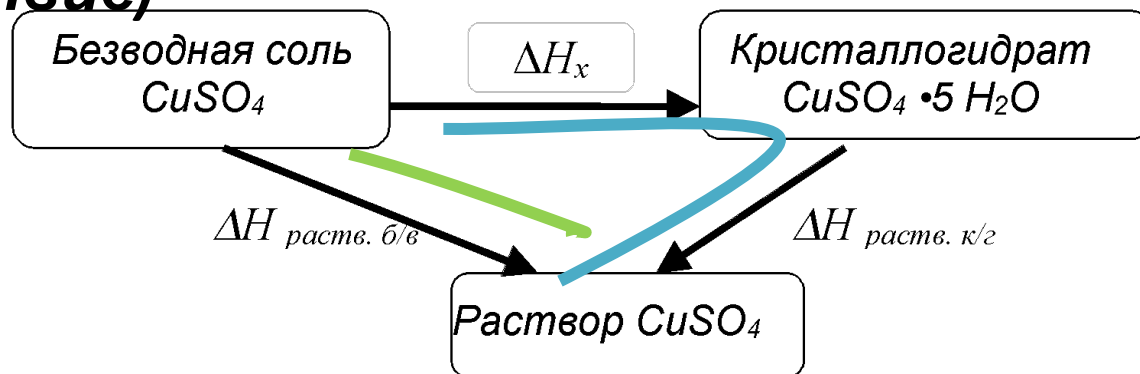 Безводная соль
CuSO₄
ΔHₓ
Кристаллогидрат
CuSO₄ •5 H₂O
ΔH раств. б/в
ΔH раств. к/г
Раствор CuSO₄